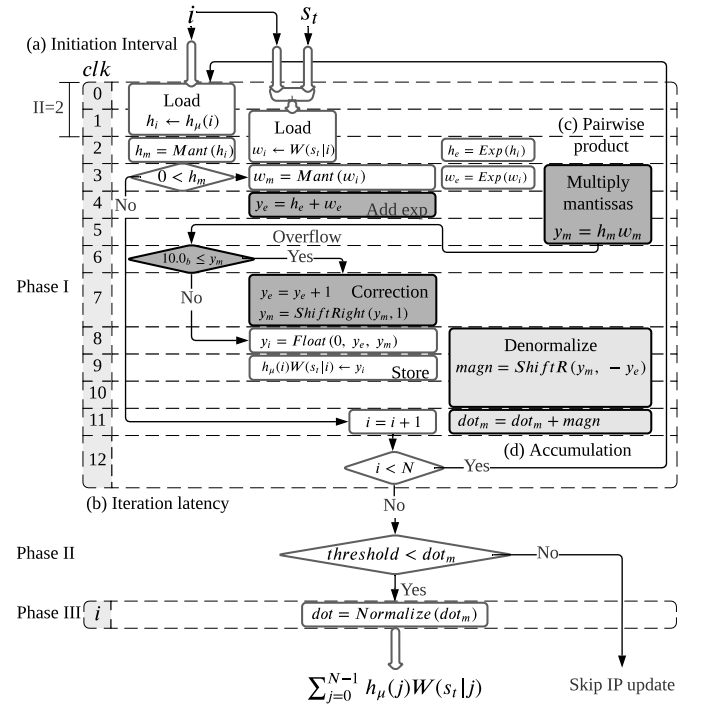 i
s_t
(a) Initiation Interval
clk
0
II=2
Load
h_i ← h_μ(i)
1
Load
w_i ← W(s_t|i)
(c) Pairwise
product
2
h_m = Mant(h_i)
h_e = Exp(h_i)
3
0 < h_m
w_m = Mant(w_i)
w_e = Exp(w_i)
Multiply
mantissas
y_m = h_m w_m
No
4
y_e = h_e + w_e
Add exp
5
Overflow
6
10.0_b ≤ y_m
Yes
Phase I
No
7
y_e = y_e + 1
Correction
y_m = ShiftRight(y_m, 1)
8
y_i = Float(0, y_e, y_m)
Denormalize
magn = ShiftR(y_m, − y_e)
9
h_μ(i)W(s_t|i) ← y_i
Store
10
11
i = i + 1
dot_m = dot_m + magn
(d) Accumulation
12
i < N
Yes
(b) Iteration latency
No
Phase II
threshold < dot_m
No
Yes
Phase III
i
dot = Normalize(dot_m)
∑_{j=0}^{N−1} h_μ(j)W(s_t|j)
Skip IP update